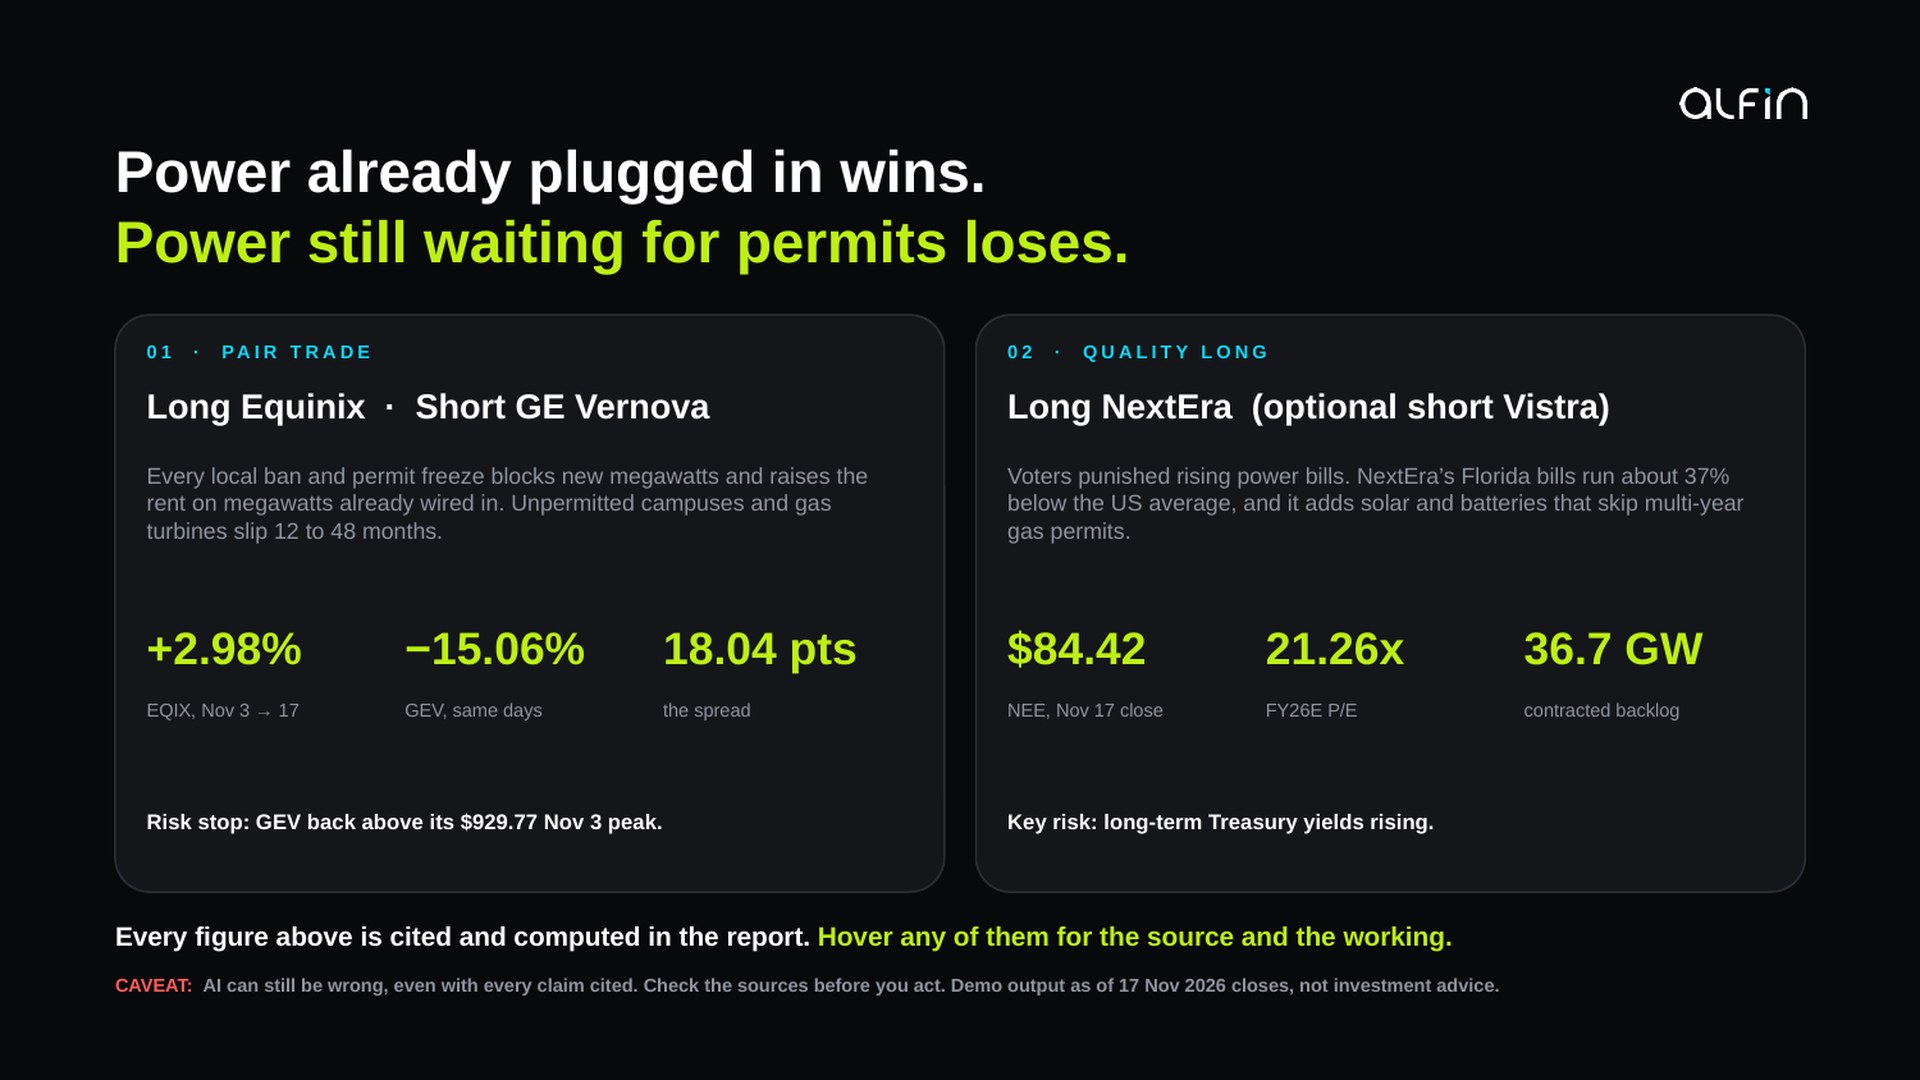 alfin
Power already plugged in wins.
Power still waiting for permits loses.
01 · PAIR TRADE
Long Equinix · Short GE Vernova
Every local ban and permit freeze blocks new megawatts and raises the
rent on megawatts already wired in. Unpermitted campuses and gas
turbines slip 12 to 48 months.
+2.98% −15.06% 18.04 pts
EQIX, Nov 3 → 17 GEV, same days the spread
Risk stop: GEV back above its $929.77 Nov 3 peak.
02 · QUALITY LONG
Long NextEra (optional short Vistra)
Voters punished rising power bills. NextEra’s Florida bills run about 37%
below the US average, and it adds solar and batteries that skip multi-year
gas permits.
$84.42 21.26x 36.7 GW
NEE, Nov 17 close FY26E P/E contracted backlog
Key risk: long-term Treasury yields rising.
Every figure above is cited and computed in the report. Hover any of them for the source and the working.
CAVEAT: AI can still be wrong, even with every claim cited. Check the sources before you act. Demo output as of 17 Nov 2026 closes, not investment advice.